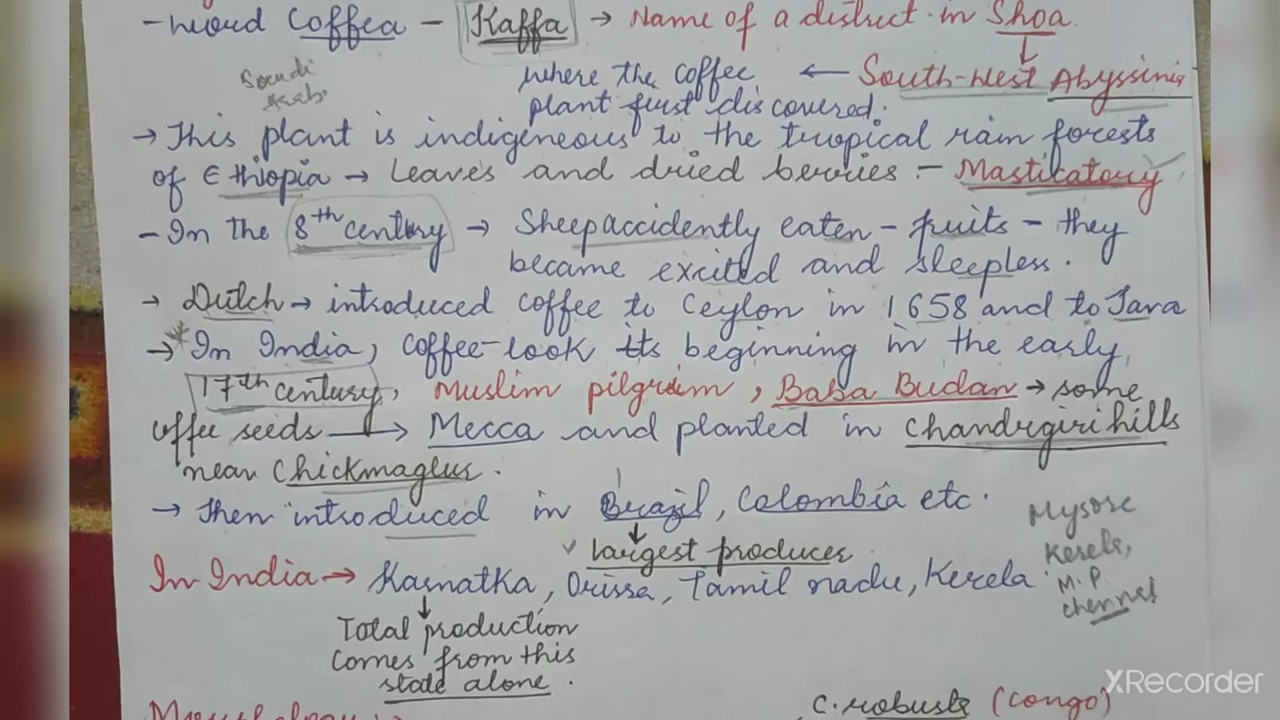 -word Coffea - Kaffa → Name of a district in Shoa.
↓
Saudi
Arab.
where the coffee ← South-West Abyssinia
plant first discovered.
→ This plant is indigeneous to the tropical rain forests
of Ethiopia → Leaves and dried berries - Masticatory
- In the 8th century → Sheep accidently eaten - fruits - they
became excited and sleepless.
→ Dutch → introduced coffee to Ceylon in 1658 and to Java
→ *In India, coffee-look its beginning in the early
17th century, Muslim pilgrim, Baba Budan → some
coffee seeds → Mecca and planted in Chandrgiri hills
near Chickmaglur.
→ Then introduced in Brazil, Colombia etc.
↓
largest producer
In India → Karnatka, Orissa, Tamil nadu, Kerela.
↓
Mysore
Kerela,
M.P.
chennai
Total production
comes from this
state alone.
Morphology:
C. robusta (Congo)
XRecorder